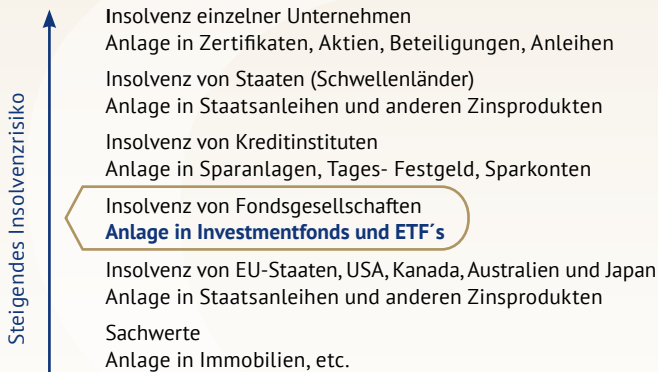 Steigendes Insolvenzrisiko
Insolvenz einzelner Unternehmen
Anlage in Zertifikaten, Aktien, Beteiligungen, Anleihen
Insolvenz von Staaten (Schwellenländer)
Anlage in Staatsanleihen und anderen Zinsprodukten
Insolvenz von Kreditinstituten
Anlage in Sparanlagen, Tages- Festgeld, Sparkonten
Insolvenz von Fondsgesellschaften
Anlage in Investmentfonds und ETF´s
Insolvenz von EU-Staaten, USA, Kanada, Australien und Japan
Anlage in Staatsanleihen und anderen Zinsprodukten
Sachwerte
Anlage in Immobilien, etc.